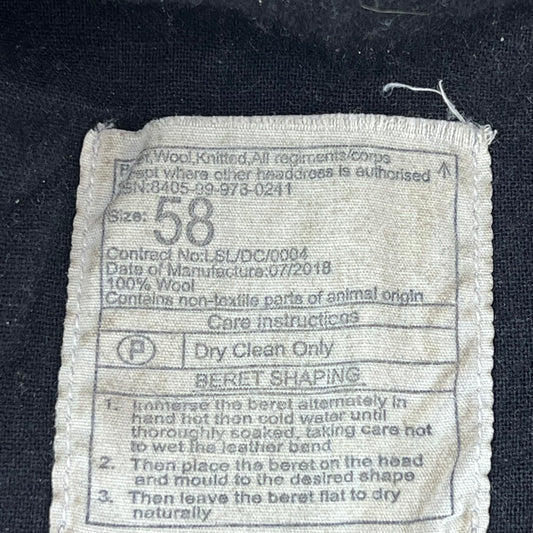 Wool,Knitted,All regiments/corps
where other headdress is authorised
NSN:8405-99-973-0241
Size: 58
Contract No:LSL/DC/0004
Date of Manufacture:07/2018
100% Wool
Contains non-textile parts of animal origin
Care Instructions
P Dry Clean Only
BERET SHAPING
1. Immerse the beret alternately in
hand hot then cold water until
thoroughly soaked, taking care not
to wet the leather band
2. Then place the beret on the head
and mould to the desired shape
3. Then leave the beret flat to dry
naturally